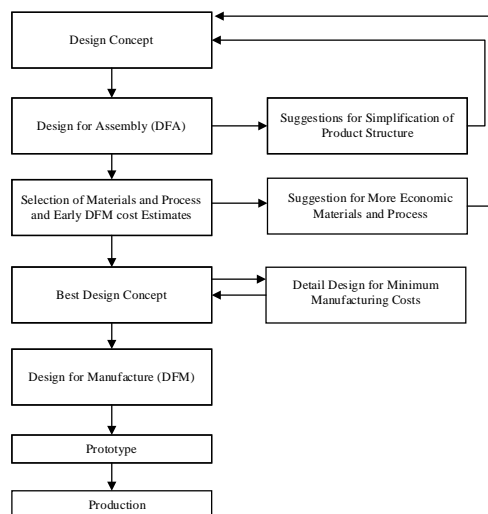 Design Concept
Design for Assembly (DFA)
Suggestions for Simplification of
Product Structure
Selection of Materials and Process
and Early DFM cost Estimates
Suggestion for More Economic
Materials and Process
Best Design Concept
Detail Design for Minimum
Manufacturing Costs
Design for Manufacture (DFM)
Prototype
Production